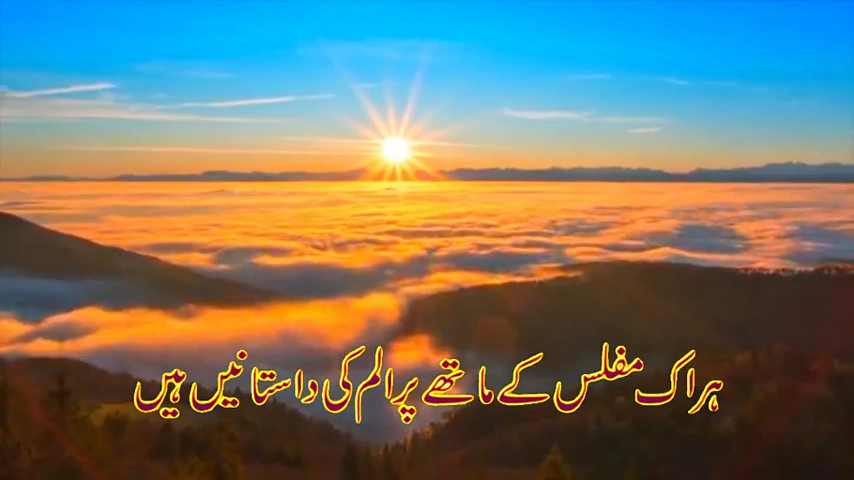 ہر اک مفلس کے ماتھے پر الم کی داستانیں ہیں